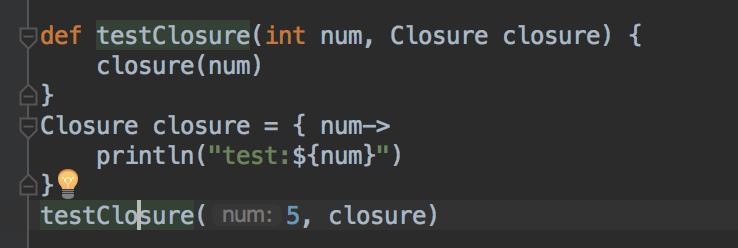 def testClosure(int num, Closure closure) {
    closure(num)
}
Closure closure = { num->
    println("test:${num}")
}
testClosure( num: 5, closure)